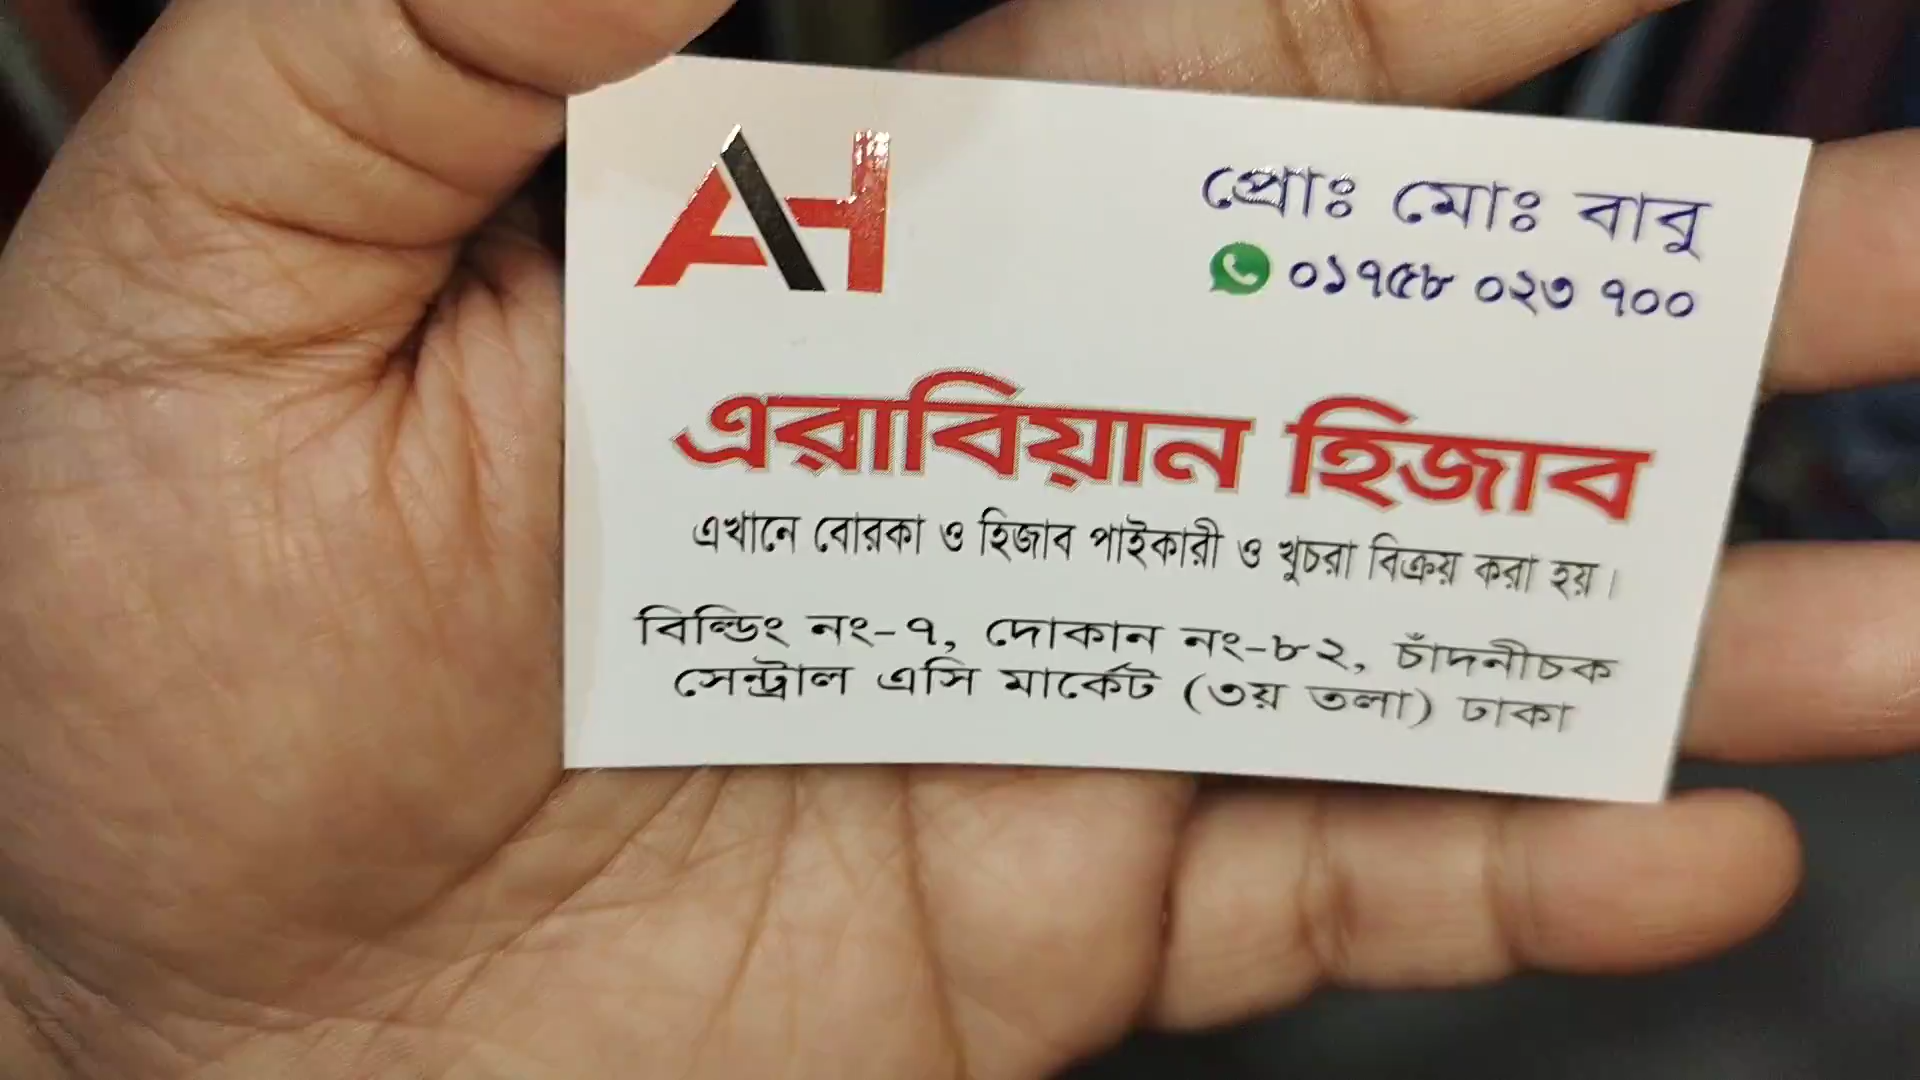 AH
প্রোঃ মোঃ বাবু
০১৭৫৮ ০২৩ ৭০০
এরাবিয়ান হিজাব
এখানে বোরকা ও হিজাব পাইকারী ও খুচরা বিক্রয় করা হয়।
বিল্ডিং নং-৭, দোকান নং-৮২, চাঁদনীচক
সেন্ট্রাল এসি মার্কেট (৩য় তলা) ঢাকা